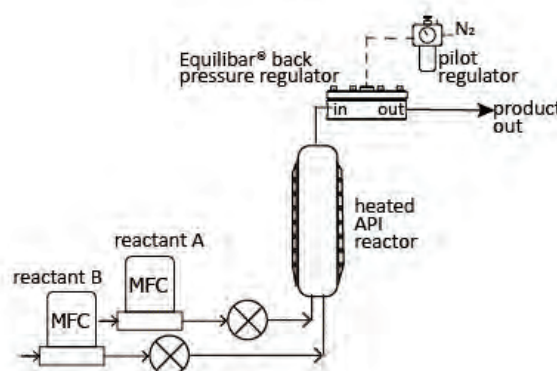 N₂
pilot
regulator
Equilibar® back
pressure regulator
in
out
product
out
heated
API
reactor
reactant A
MFC
reactant B
MFC